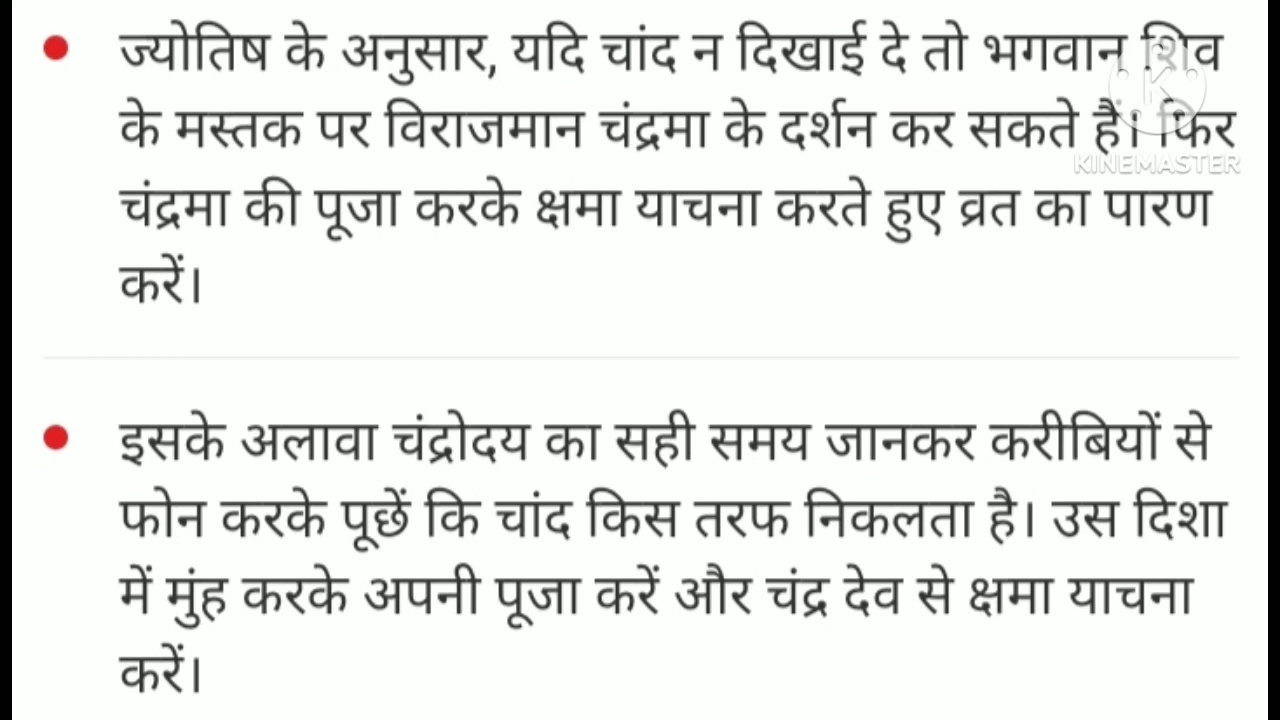 ज्योतिष के अनुसार, यदि चांद न दिखाई दे तो भगवान शिव
के मस्तक पर विराजमान चंद्रमा के दर्शन कर सकते हैं। फिर
KINEMASTER
चंद्रमा की पूजा करके क्षमा याचना करते हुए व्रत का पारण
करें।
इसके अलावा चंद्रोदय का सही समय जानकर करीबियों से
फोन करके पूछें कि चांद किस तरफ निकलता है। उस दिशा
में मुंह करके अपनी पूजा करें और चंद्र देव से क्षमा याचना
करें।